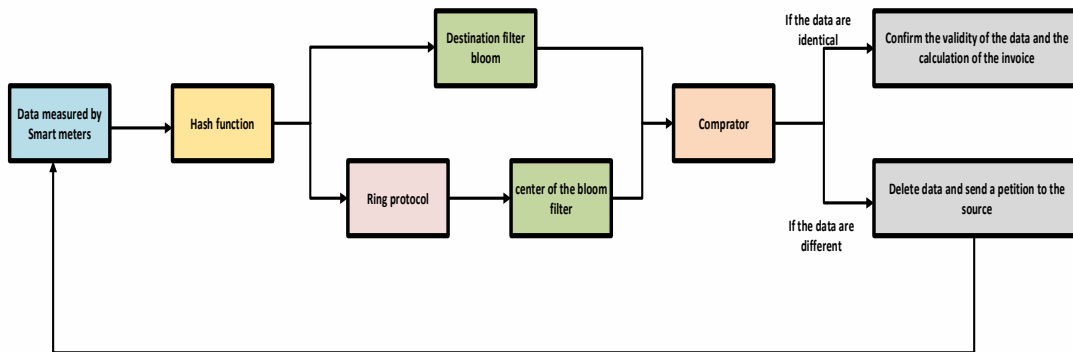 Data measured by
Smart meters
Hash function
Destination filter
bloom
Ring protocol
center of the bloom
filter
Comprator
If the data are
identical
Confirm the validity of the data and the
calculation of the invoice
If the data are
different
Delete data and send a petition to the
source